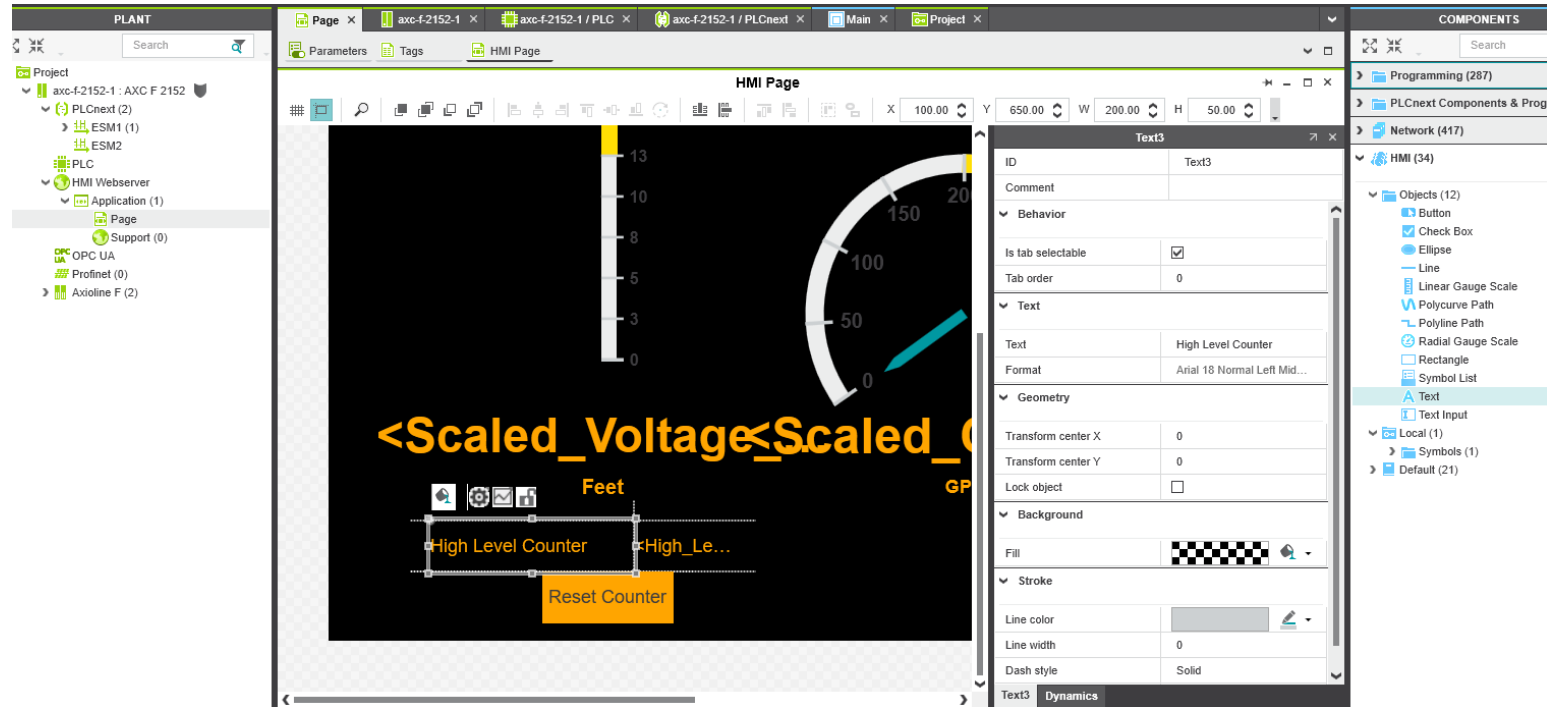 PLANT
Search
Project
axc-f-2152-1 : AXC F 2152
PLCnext (2)
ESM1 (1)
ESM2
PLC
HMI Webserver
Application (1)
Page
Support (0)
OPC UA
OPC UA
Profinet (0)
Axioline F (2)
Page
axc-f-2152-1
axc-f-2152-1 / PLC
axc-f-2152-1 / PLCnext
Main
Project
Parameters
Tags
HMI Page
HMI Page
X 100.00 Y 650.00 W 200.00 H 50.00
13
10
8
5
3
0
200
150
100
50
0
<Scaled_Voltage_...
<Scaled_
Feet
GP
High Level Counter
<High_Le...
Reset Counter
Text3
ID Text3
Comment
Behavior
Is tab selectable
Tab order 0
Text
Text High Level Counter
Format Arial 18 Normal Left Mid...
Geometry
Transform center X 0
Transform center Y 0
Lock object
Background
Fill
Stroke
Line color
Line width 0
Dash style Solid
Text3 Dynamics
COMPONENTS
Search
Programming (287)
PLCnext Components & Prog
Network (417)
HMI (34)
Objects (12)
Button
Check Box
Ellipse
Line
Linear Gauge Scale
Polycurve Path
Polyline Path
Radial Gauge Scale
Rectangle
Symbol List
A Text
Text Input
Local (1)
Symbols (1)
Default (21)